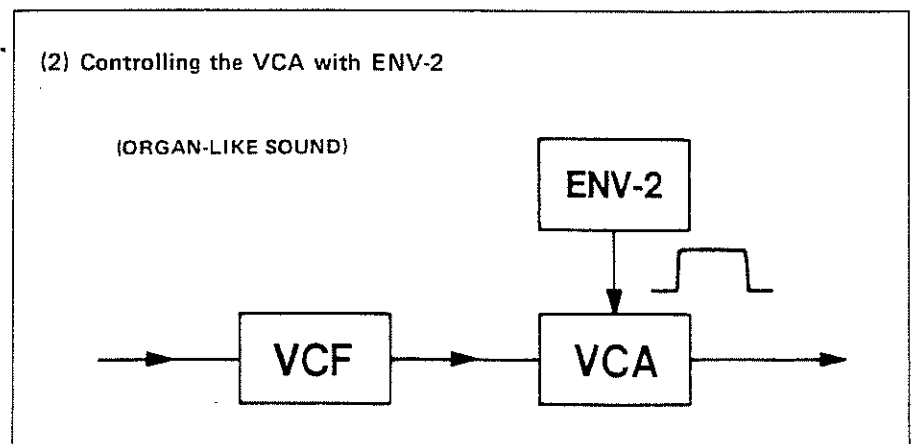 (2) Controlling the VCA with ENV-2
(ORGAN-LIKE SOUND)
ENV-2
VCF
VCA